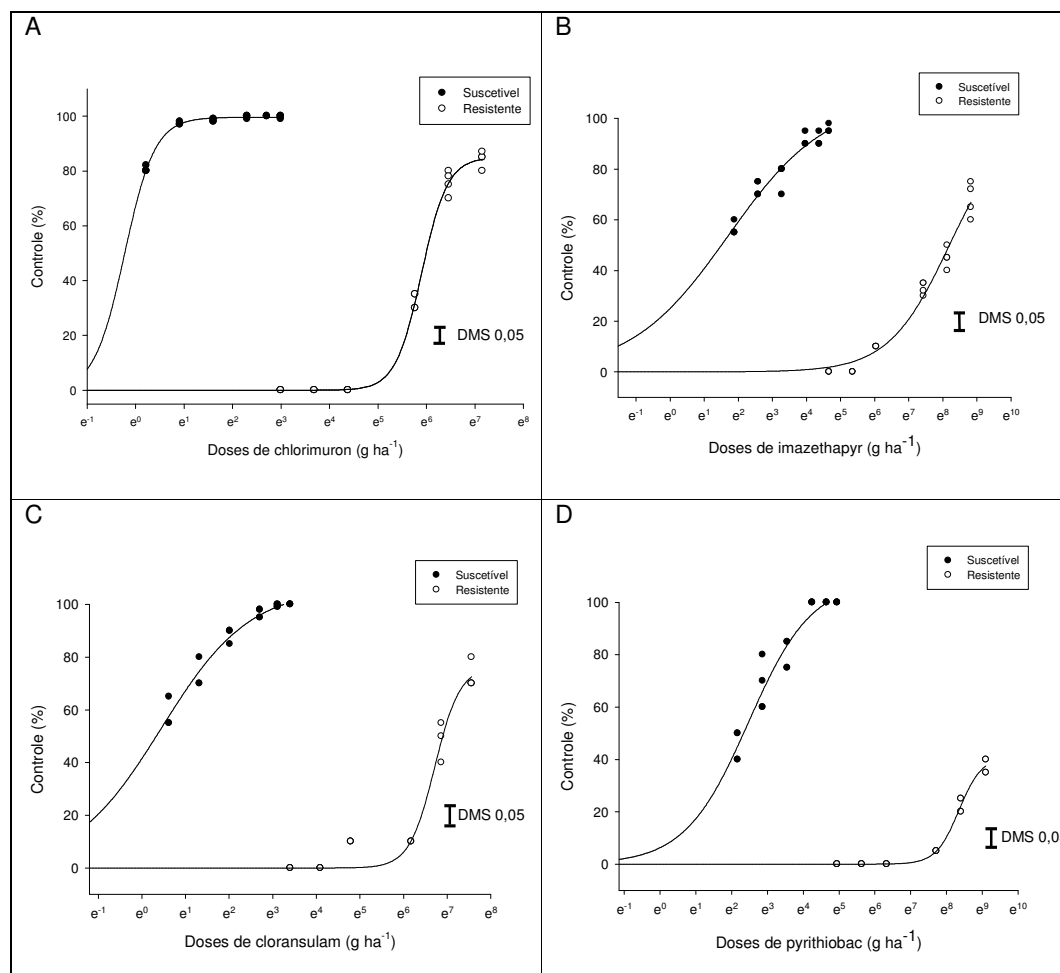 A
Suscetivel
Resistente
100
80
60
40
20
0
Controle (%)
DMS 0,05
e-1 e0 e1 e2 e3 e4 e5 e6 e7 e8
Doses de chlorimuron (g ha-1)
B
Suscetível
Resistente
100
80
60
40
20
0
Controle (%)
DMS 0,05
e-1 e0 e1 e2 e3 e4 e5 e6 e7 e8 e9 e10
Doses de imazethapyr (g ha-1)
C
Suscetível
Resistente
100
80
60
40
20
0
Controle (%)
DMS 0,05
e-1 e0 e1 e2 e3 e4 e5 e6 e7 e8
Doses de cloransulam (g ha-1)
D
Suscetível
Resistente
100
80
60
40
20
0
Controle (%)
DMS 0,0
e-1 e0 e1 e2 e3 e4 e5 e6 e7 e8 e9 e10
Doses de pyrithiobac (g ha-1)